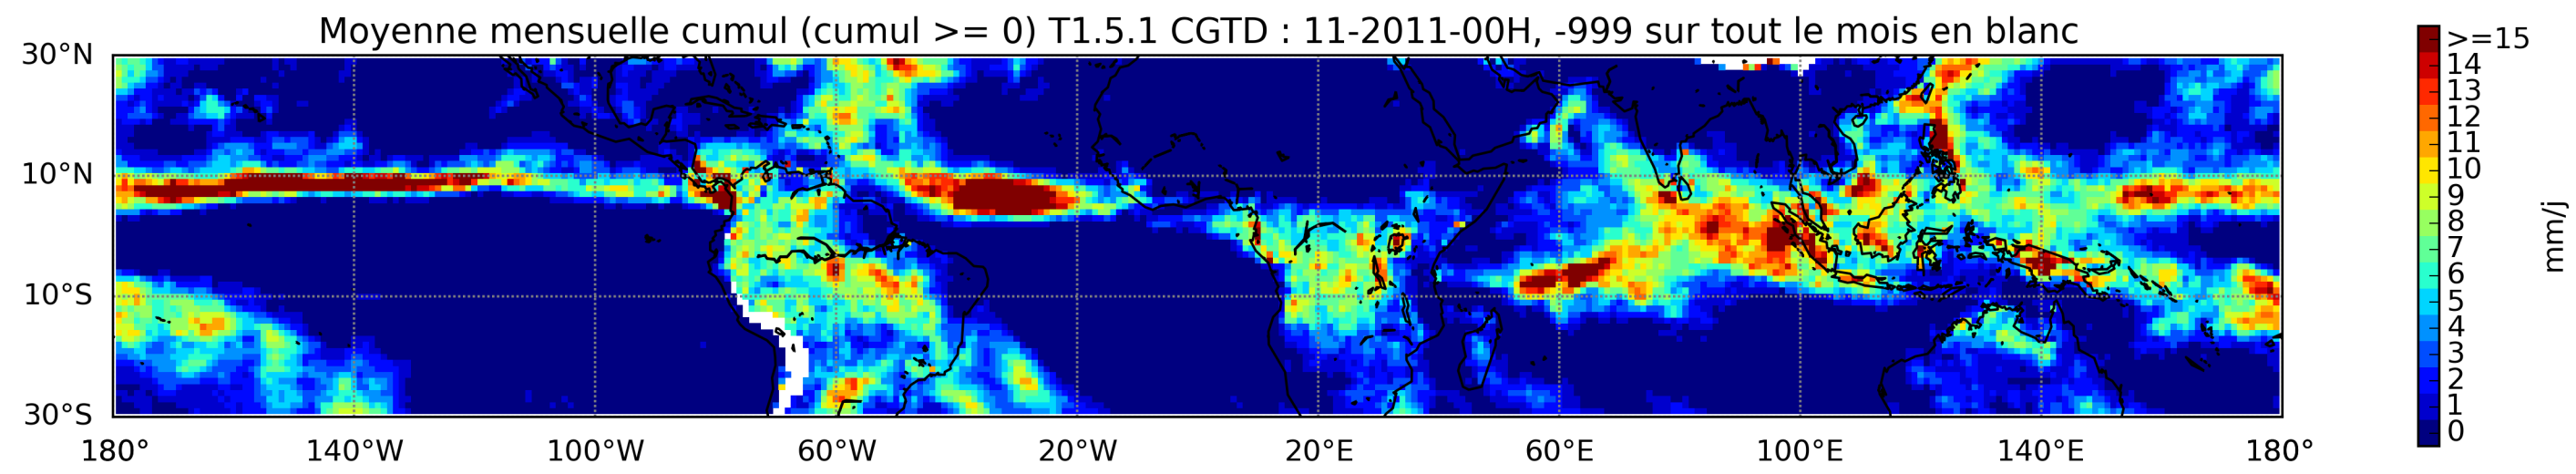 Moyenne mensuelle cumul (cumul >= 0) T1.5.1 CGTD : 11-2011-00H, -999 sur tout le mois en blanc
30°N
10°N
10°S
30°S
180° 140°W 100°W 60°W 20°W 20°E 60°E 100°E 140°E 180°
>=15
14
13
12
11
10
9
8
7
6
5
4
3
2
1
0
mm/j